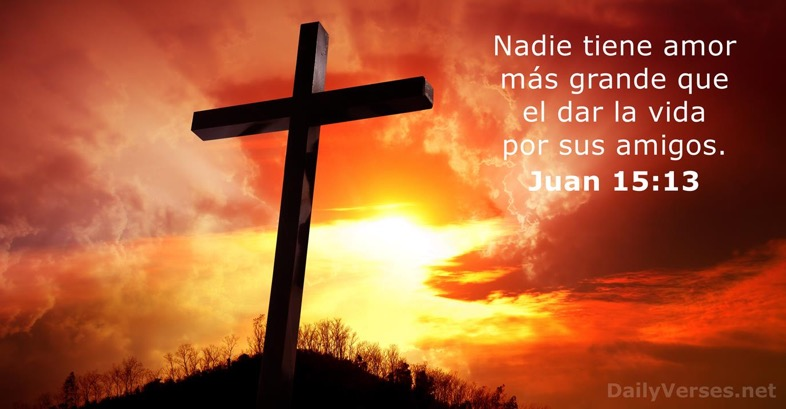 Nadie tiene amor
más grande que
el dar la vida
por sus amigos.
Juan 15:13
DailyVerses.net